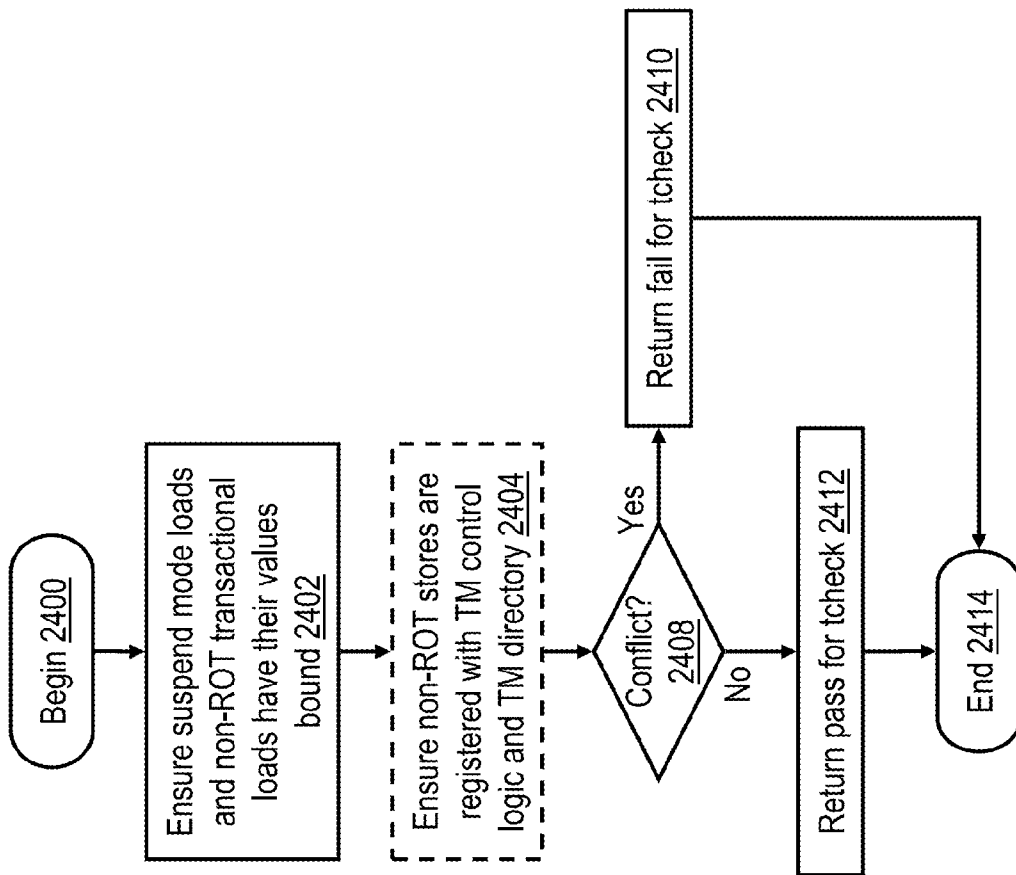 Begin 2400
Ensure suspend mode loads
and non-ROT transactional
loads have their values
bound 2402
Ensure non-ROT stores are
registered with TM control
logic and TM directory 2404
Conflict?
2408
Yes
No
Return fail for tcheck 2410
Return pass for tcheck 2412
End 2414